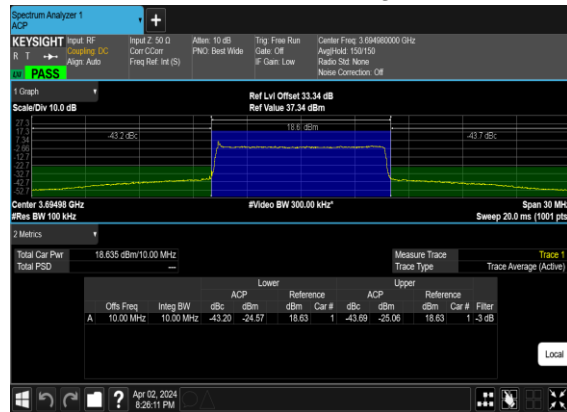 Spectrum Analyzer 1
ACP
+
KEYSIGHT Input: RF Input Z: 50 Ω Atten: 10 dB Trig: Free Run Center Freq: 3.694980000 GHz
R T Coupling: DC Corr CCorr PNO: Best Wide Gate: Off Avg|Hold: 150/150
Align: Auto Freq Ref: Int (S) IF Gain: Low Radio Std: None
LW PASS Noise Correction: Off
1 Graph Ref Lvl Offset 33.34 dB
Scale/Div 10.0 dB Ref Value 37.34 dBm
27.3
17.3 18.6 dBm
7.34 -43.2 dBc -43.7 dBc
-2.66
-12.7
-22.7
-32.7
-42.7
-52.7
Center 3.69498 GHz #Video BW 300.00 kHz* Span 30 MHz
#Res BW 100 kHz Sweep 20.0 ms (1001 pts)
2 Metrics
Total Car Pwr 18.635 dBm/10.00 MHz Measure Trace Trace 1
Total PSD --- Trace Type Trace Average (Active)
Lower Upper
ACP Reference ACP Reference
Offs Freq Integ BW dBc dBm dBm Car # dBc dBm dBm Car # Filter
A 10.00 MHz 10.00 MHz -43.20 -24.57 18.63 1 -43.69 -25.06 18.63 1 -3 dB
Local
? Apr 02, 2024
8:26:11 PM